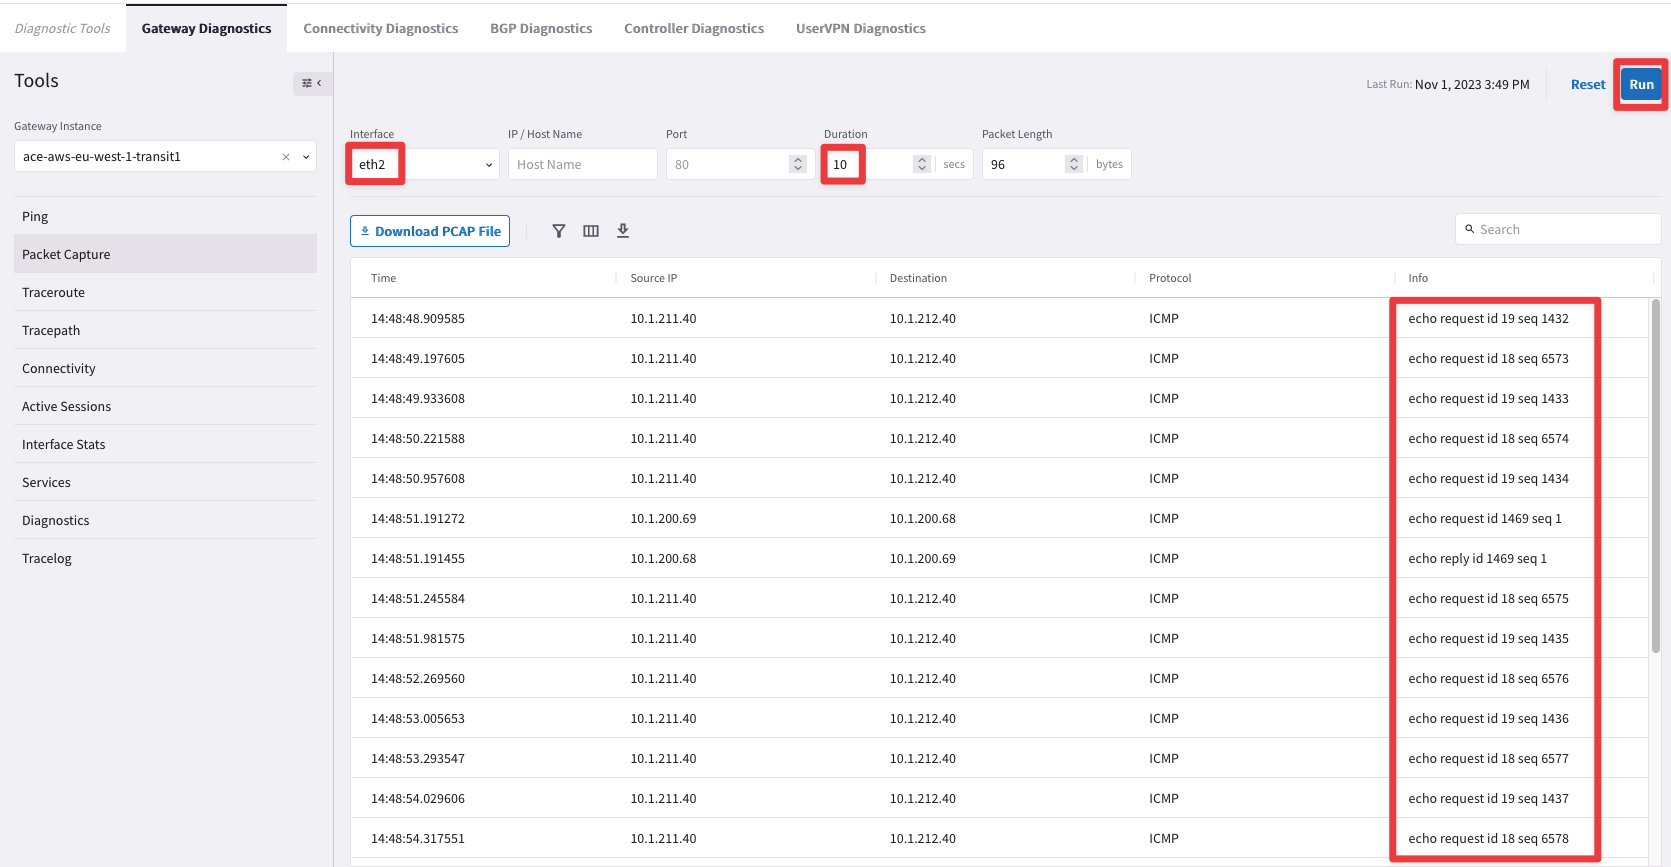 Diagnostic Tools Gateway Diagnostics Connectivity Diagnostics BGP Diagnostics Controller Diagnostics UserVPN Diagnostics
Tools
Gateway Instance
ace-aws-eu-west-1-transit1
Ping
Packet Capture
Traceroute
Tracepath
Connectivity
Active Sessions
Interface Stats
Services
Diagnostics
Tracelog
Last Run: Nov 1, 2023 3:49 PM Reset Run
Interface IP / Host Name Port Duration Packet Length
eth2 Host Name 80 10 secs 96 bytes
Download PCAP File Search
Time Source IP Destination Protocol Info
14:48:48.909585 10.1.211.40 10.1.212.40 ICMP echo request id 19 seq 1432
14:48:49.197605 10.1.211.40 10.1.212.40 ICMP echo request id 18 seq 6573
14:48:49.933608 10.1.211.40 10.1.212.40 ICMP echo request id 19 seq 1433
14:48:50.221588 10.1.211.40 10.1.212.40 ICMP echo request id 18 seq 6574
14:48:50.957608 10.1.211.40 10.1.212.40 ICMP echo request id 19 seq 1434
14:48:51.191272 10.1.200.69 10.1.200.68 ICMP echo request id 1469 seq 1
14:48:51.191455 10.1.200.68 10.1.200.69 ICMP echo reply id 1469 seq 1
14:48:51.245584 10.1.211.40 10.1.212.40 ICMP echo request id 18 seq 6575
14:48:51.981575 10.1.211.40 10.1.212.40 ICMP echo request id 19 seq 1435
14:48:52.269560 10.1.211.40 10.1.212.40 ICMP echo request id 18 seq 6576
14:48:53.005653 10.1.211.40 10.1.212.40 ICMP echo request id 19 seq 1436
14:48:53.293547 10.1.211.40 10.1.212.40 ICMP echo request id 18 seq 6577
14:48:54.029606 10.1.211.40 10.1.212.40 ICMP echo request id 19 seq 1437
14:48:54.317551 10.1.211.40 10.1.212.40 ICMP echo request id 18 seq 6578